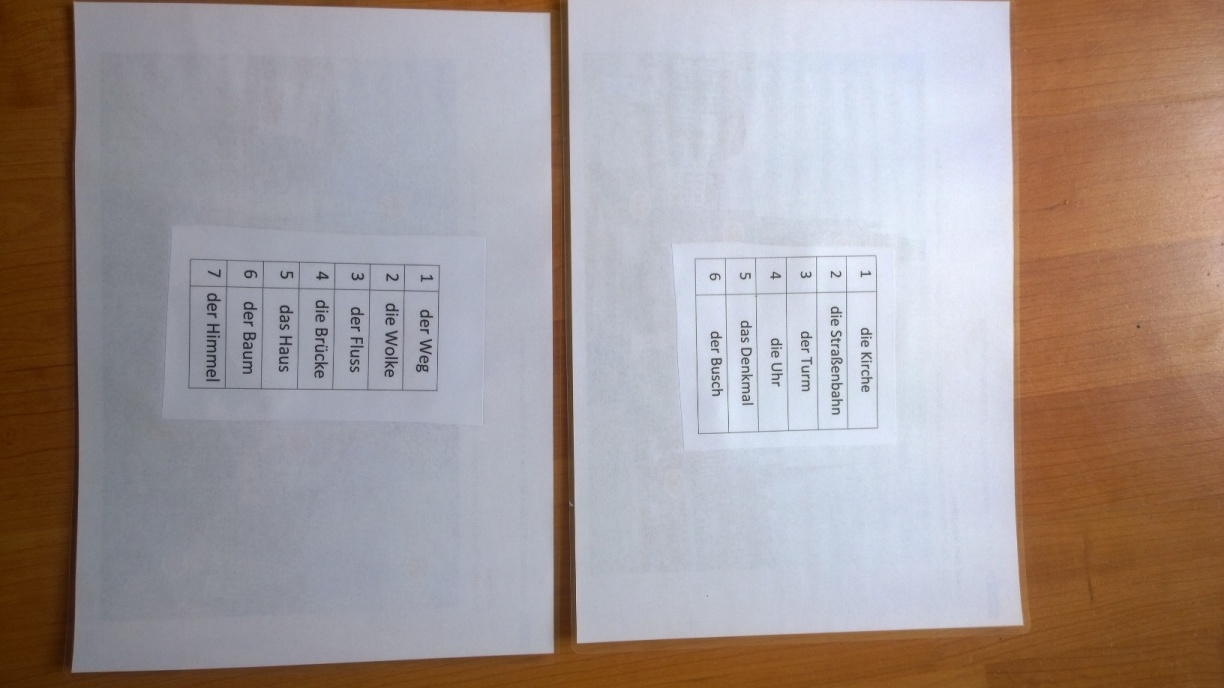 1 die Kirche
2 die Straßenbahn
3 der Turm
4 die Uhr
5 das Denkmal
6 der Busch
1 der Weg
2 die Wolke
3 der Fluss
4 die Brücke
5 das Haus
6 der Baum
7 der Himmel